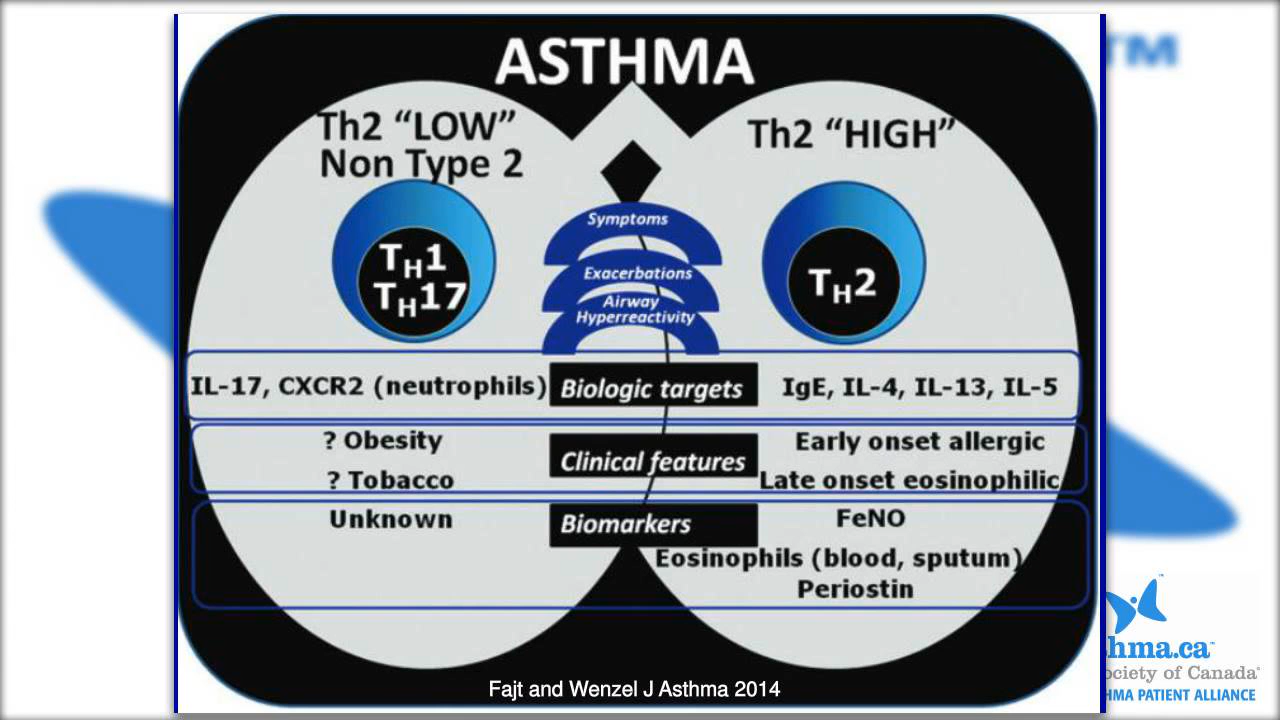 ASTHMA
TM
Th2 “LOW”
Non Type 2
Th2 “HIGH”
TH1
TH17
Symptoms
Exacerbations
Airway
Hyperreactivity
TH2
IL-17, CXCR2 (neutrophils)
Biologic targets
IgE, IL-4, IL-13, IL-5
? Obesity
? Tobacco
Clinical features
Early onset allergic
Late onset eosinophilic
Unknown
Biomarkers
FeNO
Eosinophils (blood, sputum)
Periostin
Fajt and Wenzel J Asthma 2014
hma.ca™
ociety of Canada
HMA PATIENT ALLIANCE